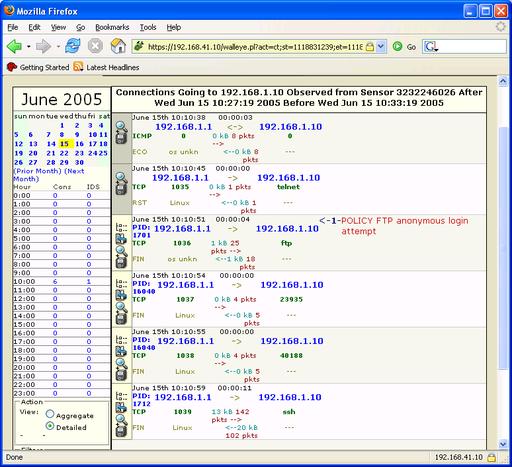 Mozilla Firefox
File Edit View Go Bookmarks Tools Help
https://192.168.41.10/walleye.pl?act=ct;st=1118831239;et=1118
Go
Getting Started Latest Headlines
June 2005
sun mon tue wed thu fri sat
1 2 3 4
5 6 7 8 9 10 11
12 13 14 15 16 17 18
19 20 21 22 23 24 25
26 27 28 29 30
(Prior Month) (Next Month)
Hour Cons IDS
0:00 0 0
1:00 0 0
2:00 0 0
3:00 0 0
4:00 0 0
5:00 0 0
6:00 0 0
7:00 0 0
8:00 0 0
9:00 0 0
10:00 6 1
11:00 0 0
12:00 0 0
13:00 0 0
14:00 0 0
15:00 0 0
16:00 0 0
17:00 0 0
18:00 0 0
19:00 0 0
20:00 0 0
21:00 0 0
22:00 0 0
23:00 0 0
Action
View: Aggregate
Detailed
- -
Connections Going to 192.168.1.10 Observed from Sensor 3232246026 After
Wed Jun 15 10:27:19 2005 Before Wed Jun 15 10:33:19 2005
June 15th 10:10:38 00:00:03
192.168.1.1 <-> 192.168.1.10
ICMP 0 0 kB 8 pkts --> 0
ECO os unkn <--0 kB 8 pkts ---
June 15th 10:10:45 00:00:00
192.168.1.1 -> 192.168.1.10
TCP 1035 0 kB 1 pkts --> telnet
RST Linux <--0 kB 1 pkts ---
June 15th 10:10:51 00:00:04
PID: 1701 192.168.1.1 -> 192.168.1.10
TCP 1036 1 kB 25 pkts --> ftp
FIN os unkn <--1 kB 18 pkts ---
<-1-POLICY FTP anonymous login attempt
June 15th 10:10:54 00:00:00
PID: 16040 192.168.1.1 -> 192.168.1.10
TCP 1037 0 kB 4 pkts --> 23935
FIN Linux <--0 kB 5 pkts ---
June 15th 10:10:55 00:00:00
PID: 16040 192.168.1.1 -> 192.168.1.10
TCP 1038 0 kB 4 pkts --> 40188
FIN Linux <--0 kB 5 pkts ---
June 15th 10:10:59 00:00:11
PID: 1712 192.168.1.1 -> 192.168.1.10
TCP 1039 13 kB 142 pkts --> ssh
FIN Linux <--20 kB 102 pkts ---
Done 192.168.41.10